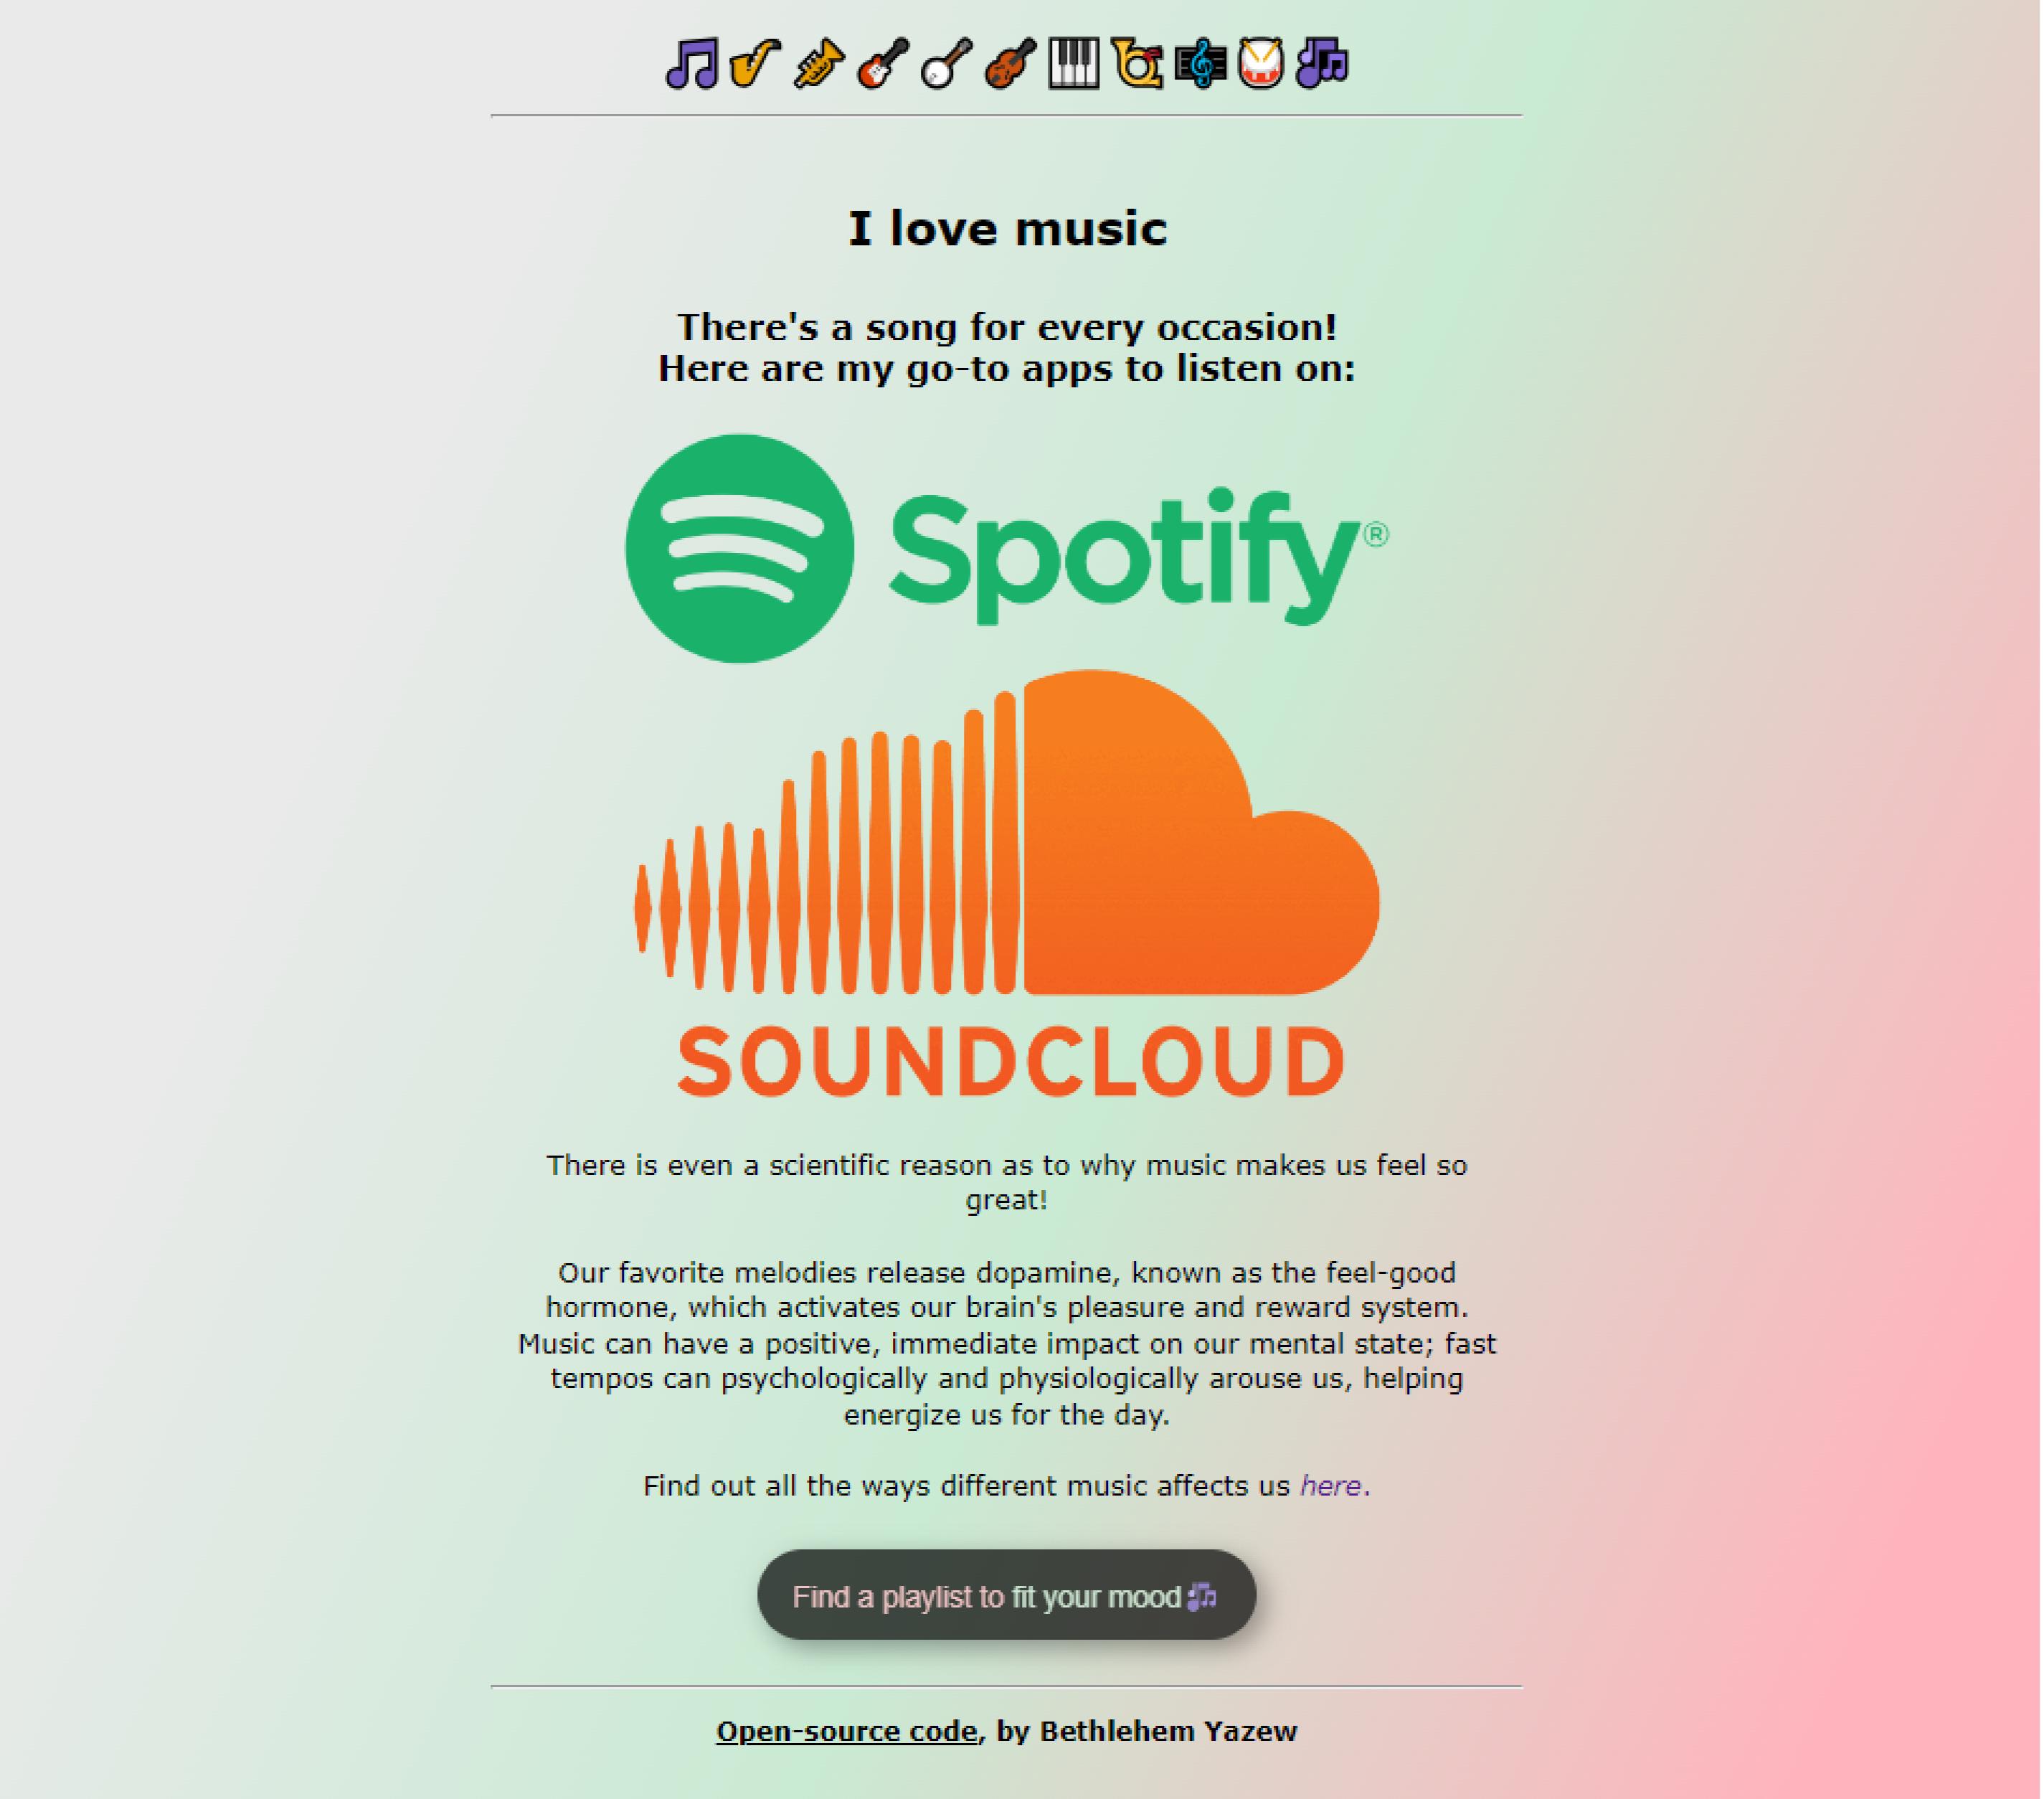 I love music
There's a song for every occasion!
Here are my go-to apps to listen on:
Spotify®
SOUNDCLOUD
There is even a scientific reason as to why music makes us feel so
great!
Our favorite melodies release dopamine, known as the feel-good
hormone, which activates our brain's pleasure and reward system.
Music can have a positive, immediate impact on our mental state; fast
tempos can psychologically and physiologically arouse us, helping
energize us for the day.
Find out all the ways different music affects us here.
Find a playlist to fit your mood
Open-source code, by Bethlehem Yazew